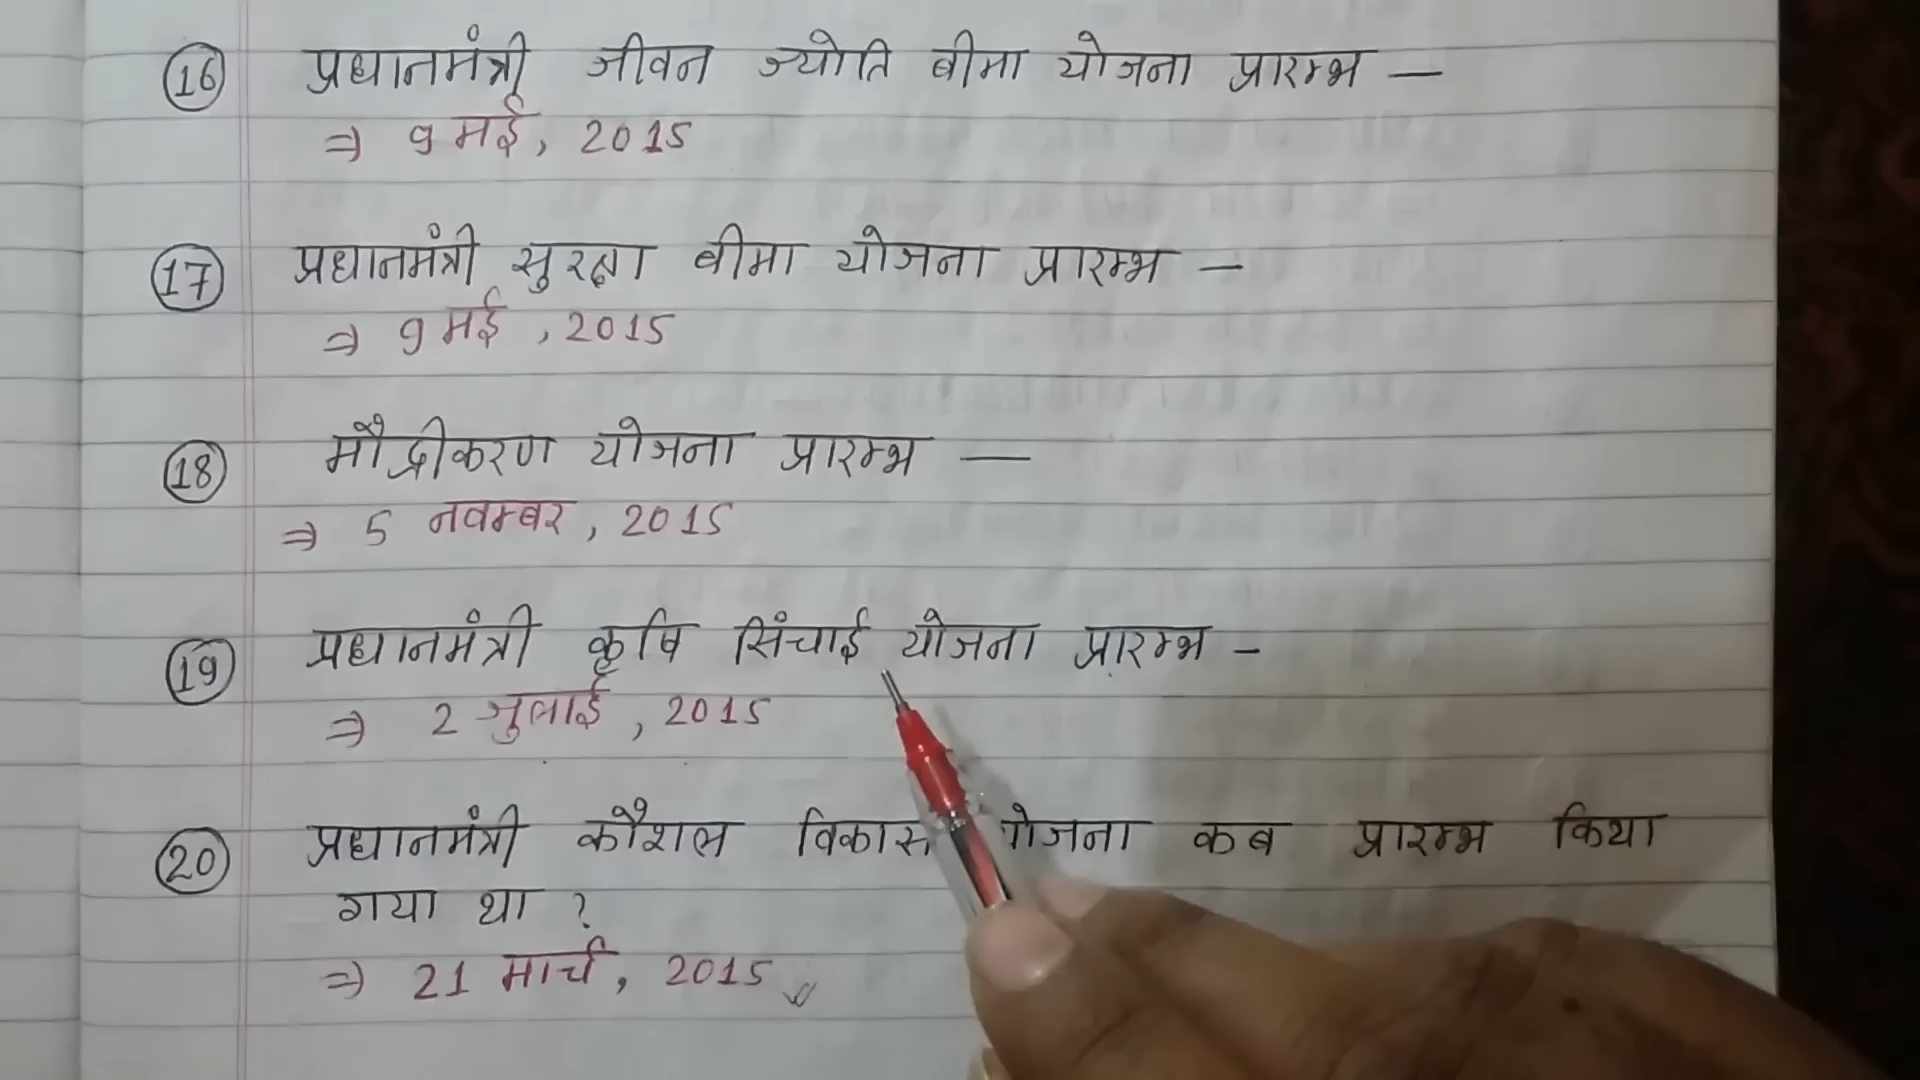 16 प्रधानमंत्री जीवन ज्योति बीमा योजना प्रारम्भ —
⇒ 9 मई, 2015
17 प्रधानमंत्री सुरक्षा बीमा योजना प्रारम्भ —
⇒ 9 मई, 2015
18 मौद्रीकरण योजना प्रारम्भ —
⇒ 5 नवम्बर, 2015
19 प्रधानमंत्री कृषि सिंचाई योजना प्रारम्भ -
⇒ 2 जुलाई, 2015
20 प्रधानमंत्री कौशल विकास योजना कब प्रारम्भ किया
गया था ?
⇒ 21 मार्च, 2015